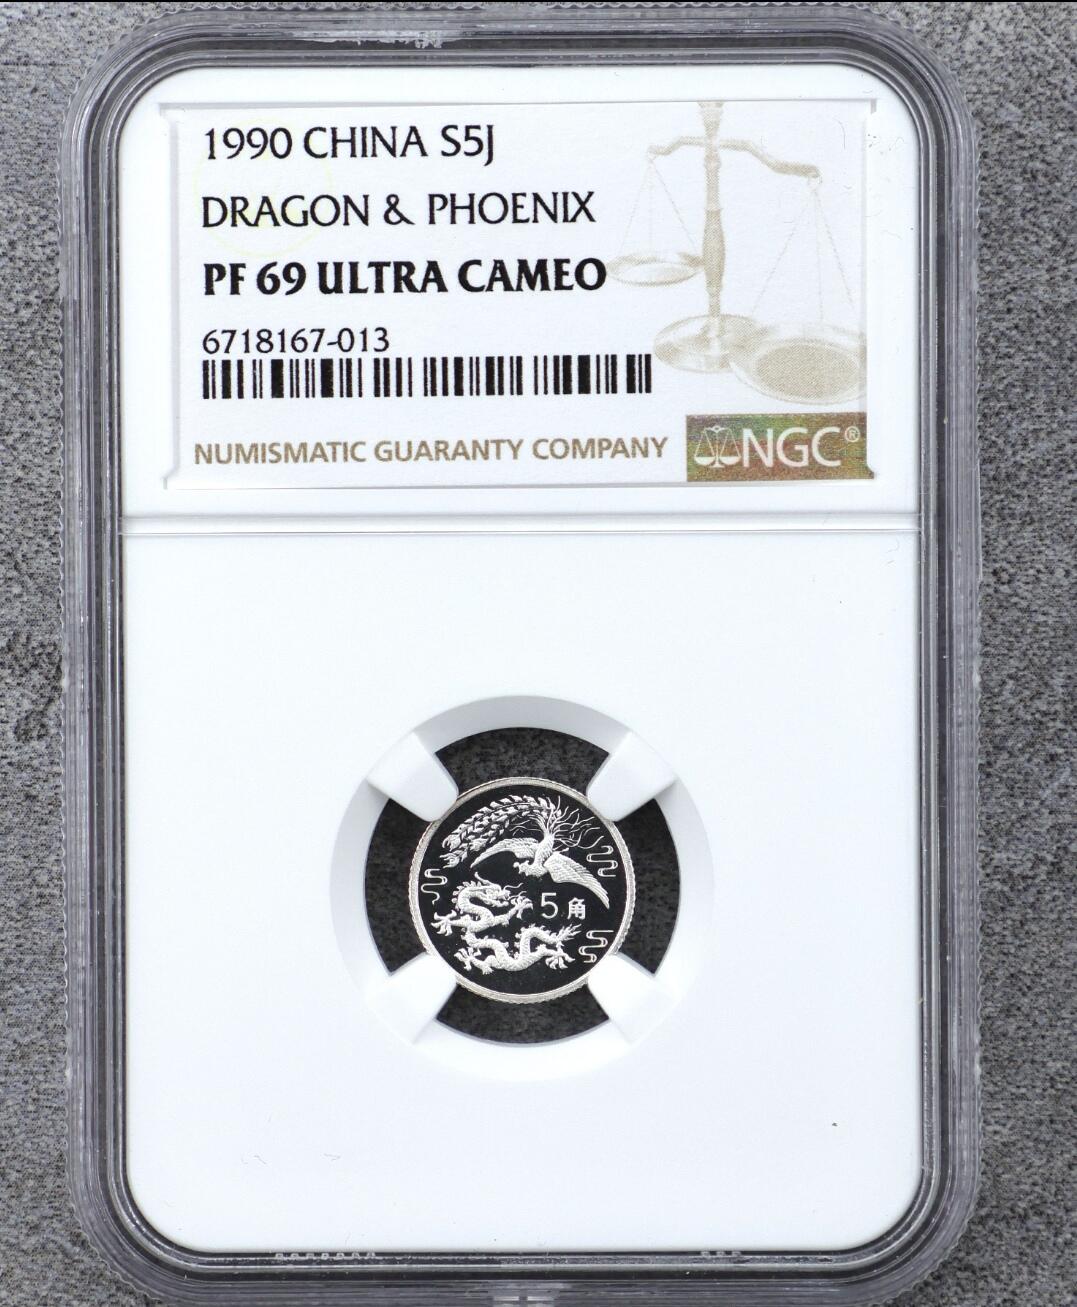 1990 CHINA S5J
DRAGON & PHOENIX
PF 69 ULTRA CAMEO
6718167-013
NUMISMATIC GUARANTY COMPANY
NGC®
5角